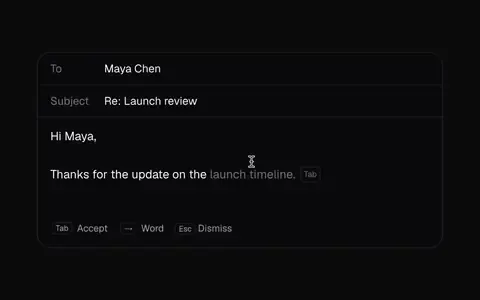 To Maya Chen
Subject Re: Launch review
Hi Maya,
Thanks for the update on the launch timeline. Tab
Tab Accept → Word Esc Dismiss